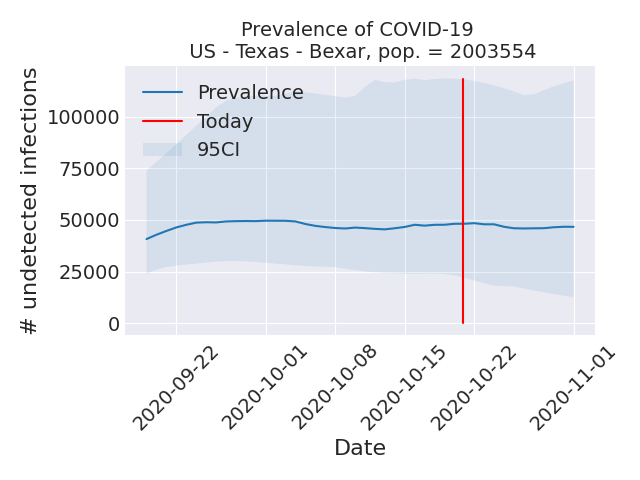 Prevalence of COVID-19
US - Texas - Bexar, pop. = 2003554
# undetected infections
100000
75000
50000
25000
0
Prevalence
Today
95CI
2020-09-22
2020-10-01
2020-10-08
2020-10-15
2020-10-22
2020-11-01
Date